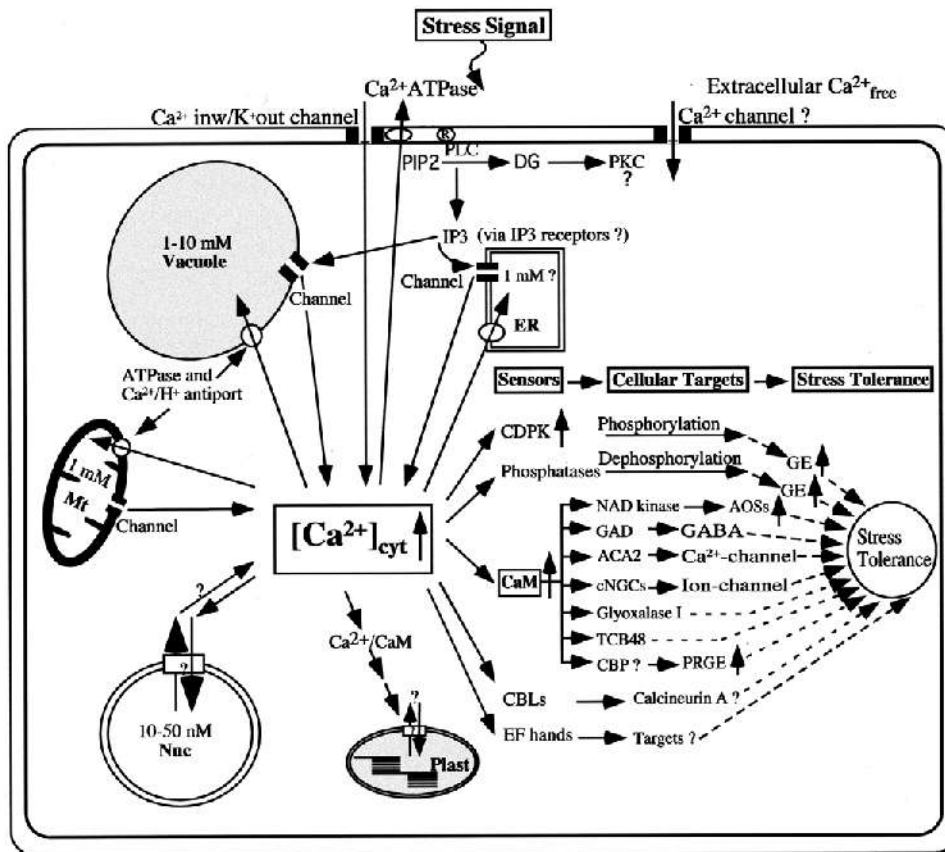 Stress Signal
Ca²⁺ATPase
Extracellular Ca²⁺free
Ca²⁺ inw/K⁺out channel
Ca²⁺ channel ?
R
PLC
PIP2
DG
PKC
?
1-10 mM
Vacuole
IP3 (via IP3 receptors ?)
Channel
Channel
1 mM ?
ER
ATPase and
Ca²⁺/H⁺ antiport
Sensors
Cellular Targets
Stress Tolerance
CDPK
Phosphorylation
GE
Phosphatases
Dephosphorylation
GE
1 mM
Mt
Channel
[Ca²⁺]cyt
CaM
NAD kinase
AOSs
GAD
GABA
ACA2
Ca²⁺-channel
cNGCs
Ion-channel
Glyoxalase I
TCB48
CBP ?
PRGE
Stress
Tolerance
?
?
10-50 nM
Nuc
Ca²⁺/CaM
?
?
Plast
CBLs
Calcineurin A ?
EF hands
Targets ?